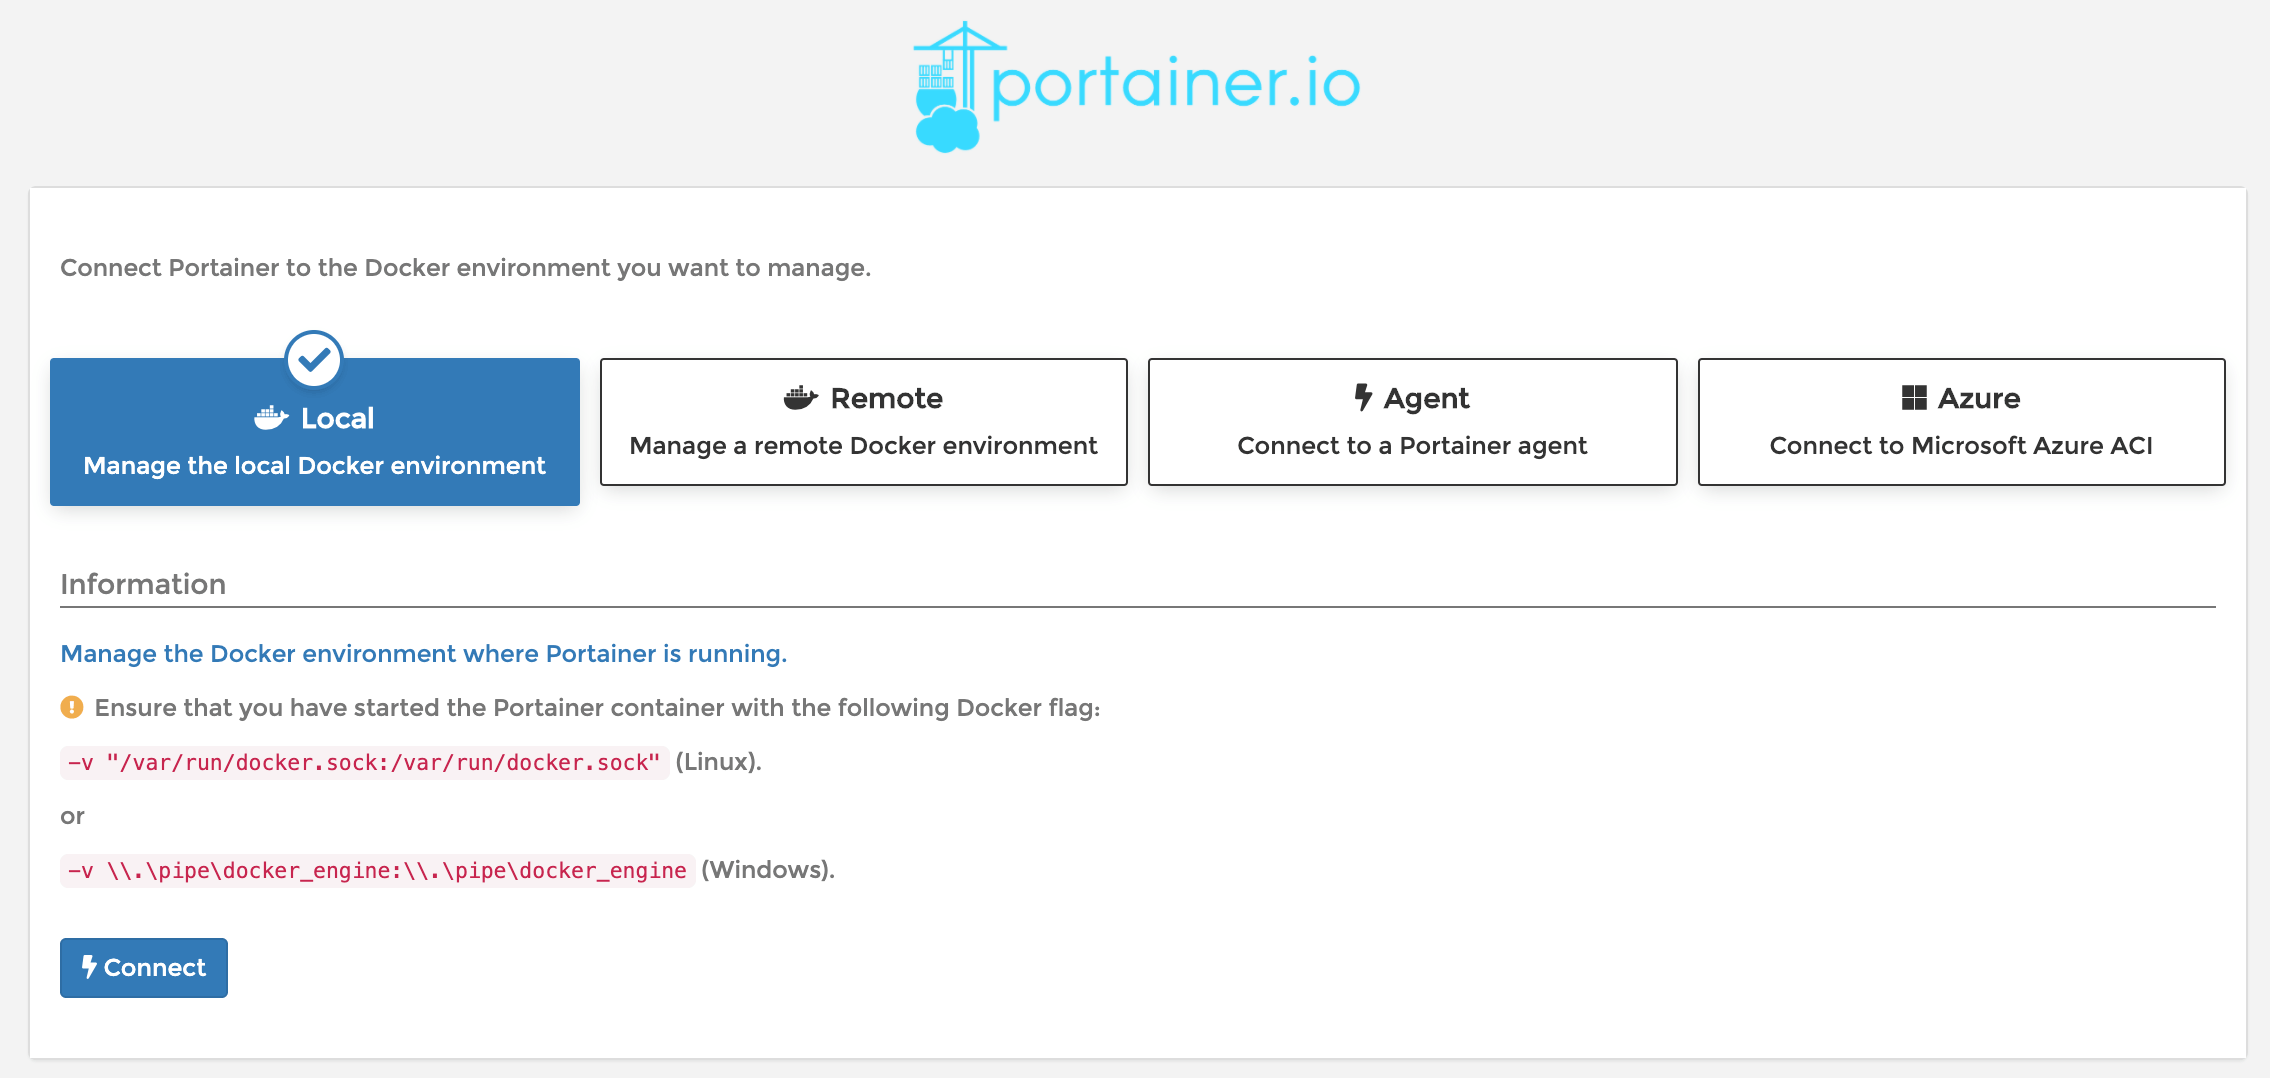 portainer.io
Connect Portainer to the Docker environment you want to manage.
Local
Manage the local Docker environment
Remote
Manage a remote Docker environment
Agent
Connect to a Portainer agent
Azure
Connect to Microsoft Azure ACI
Information
Manage the Docker environment where Portainer is running.
Ensure that you have started the Portainer container with the following Docker flag:
-v "/var/run/docker.sock:/var/run/docker.sock" (Linux).
or
-v \\.\pipe\docker_engine:\\.\pipe\docker_engine (Windows).
Connect